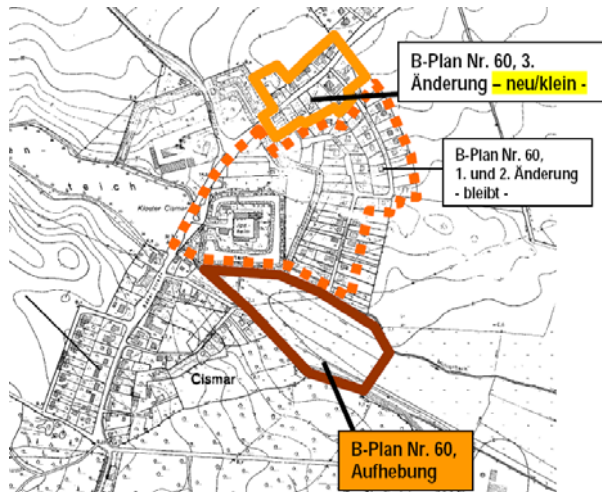 B-Plan Nr. 60, 3.
Änderung – neu/klein -
B-Plan Nr. 60,
1. und 2. Änderung
- bleibt -
teich
Kloster Cismar
Cismar
B-Plan Nr. 60,
Aufhebung